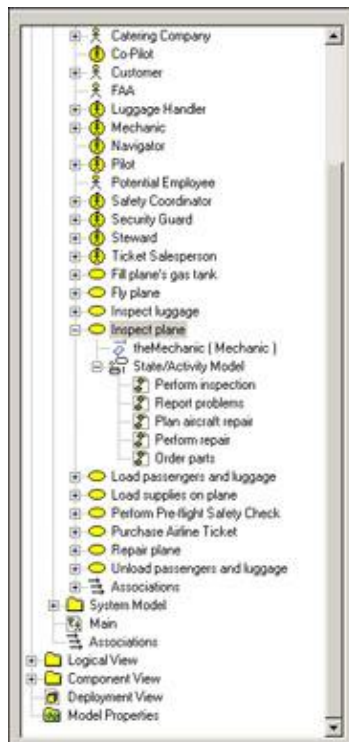 Catering Company
Co-Pilot
Customer
FAA
Luggage Handler
Mechanic
Navigator
Pilot
Potential Employee
Safety Coordinator
Security Guard
Steward
Ticket Salesperson
Fill plane's gas tank
Fly plane
Inspect luggage
Inspect plane
theMechanic ( Mechanic )
State/Activity Model
Perform inspection
Report problems
Plan aircraft repair
Perform repair
Order parts
Load passengers and luggage
Load supplies on plane
Perform Pre-flight Safety Check
Purchase Airline Ticket
Repair plane
Unload passengers and luggage
Associations
System Model
Main
Associations
Logical View
Component View
Deployment View
Model Properties